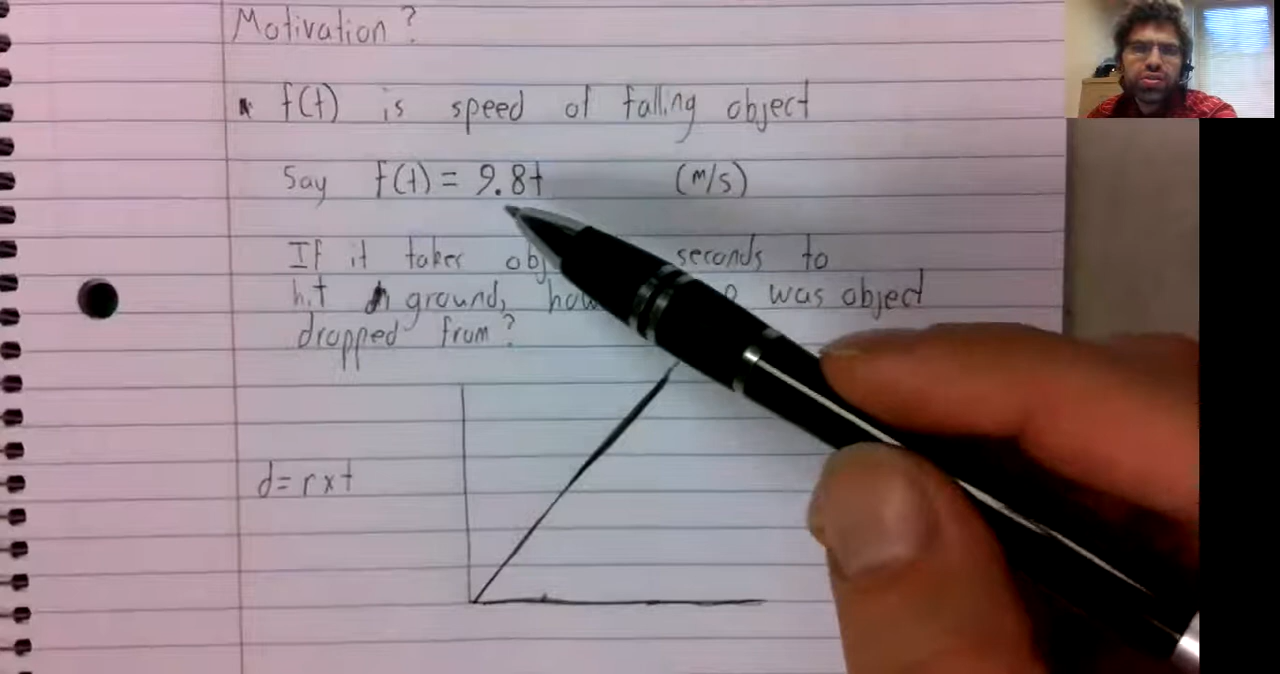 Motivation?
f(t) is speed of falling object
Say f(t) = 9.8t (m/s)
If it takes seconds to
hit ground, was object
dropped from?
d=r×t